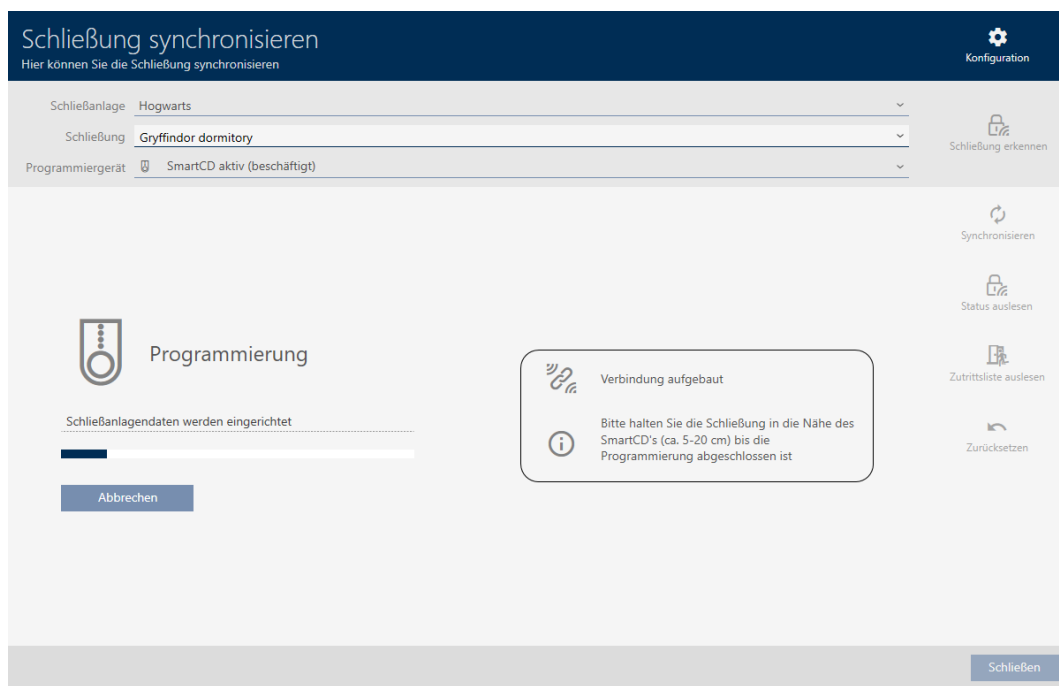 Schließung synchronisieren
Hier können Sie die Schließung synchronisieren
Konfiguration
Schließanlage Hogwarts
Schließung Gryffindor dormitory
Programmiergerät SmartCD aktiv (beschäftigt)
Schließung erkennen
Synchronisieren
Status auslesen
Zutrittsliste auslesen
Zurücksetzen
Programmierung
Schließanlagendaten werden eingerichtet
Abbrechen
Verbindung aufgebaut
Bitte halten Sie die Schließung in die Nähe des
SmartCD's (ca. 5-20 cm) bis die
Programmierung abgeschlossen ist
Schließen